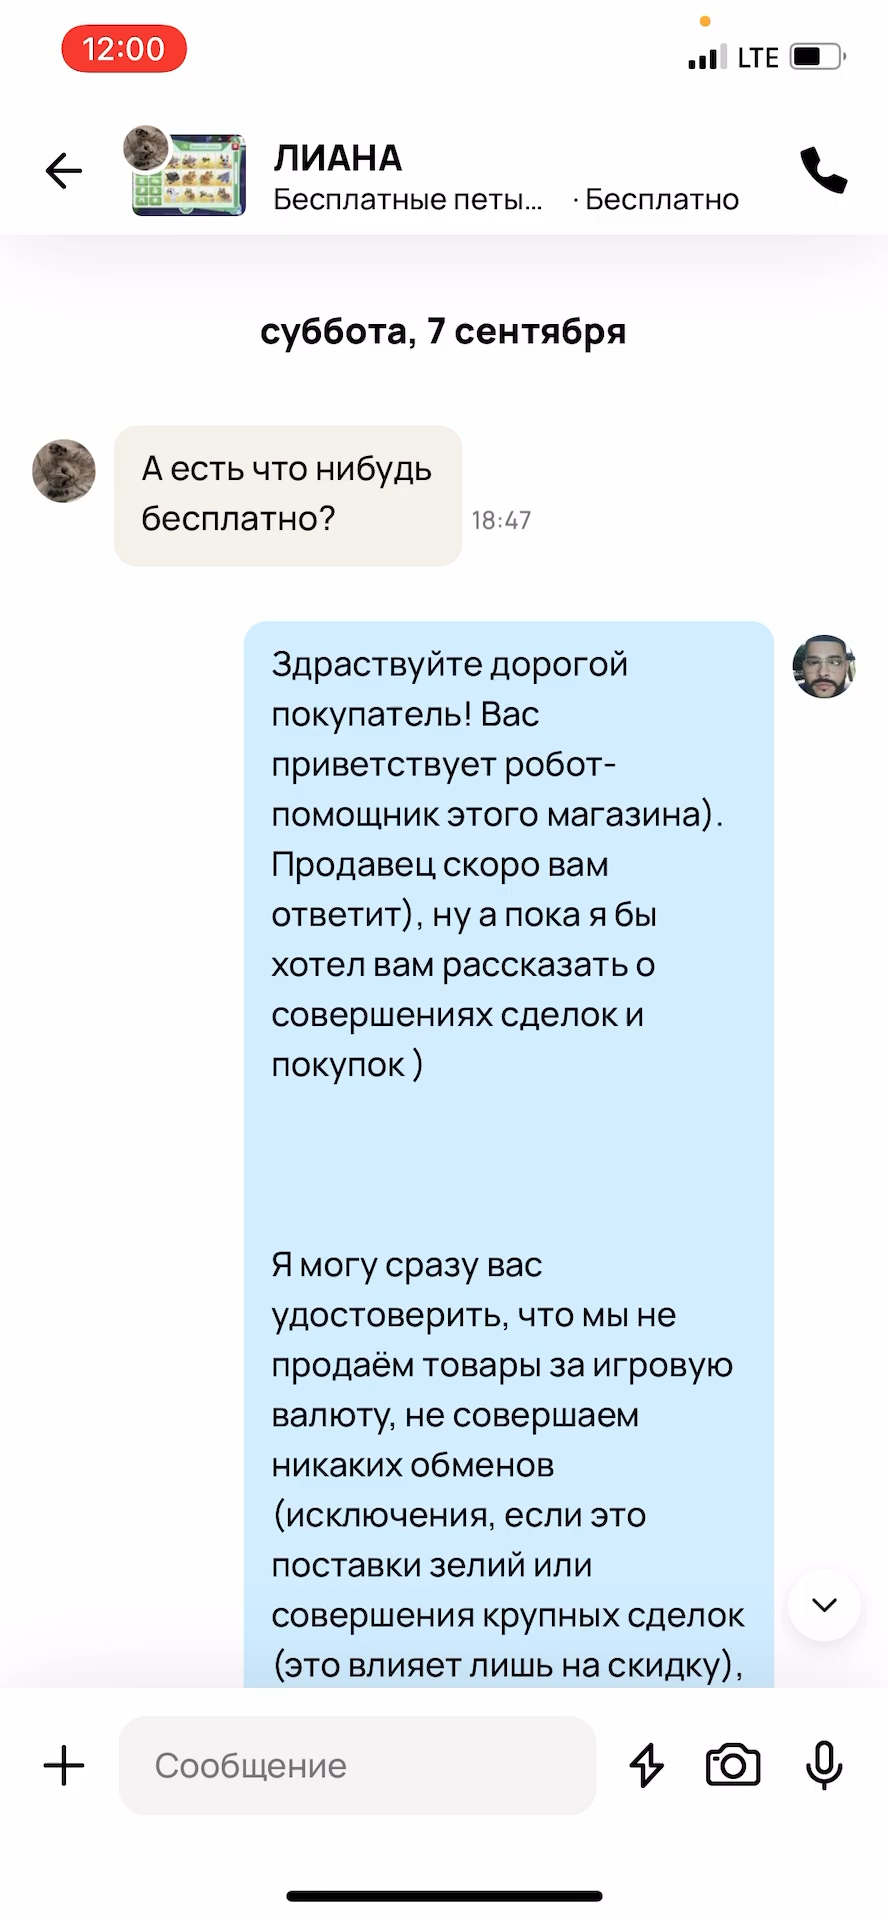 12:00
LTE
ЛИАНА
Бесплатные петы... · Бесплатно
суббота, 7 сентября
А есть что нибудь
бесплатно?
18:47
Здраствуйте дорогой
покупатель! Вас
приветствует робот-
помощник этого магазина).
Продавец скоро вам
ответит), ну а пока я бы
хотел вам рассказать о
совершениях сделок и
покупок )
Я могу сразу вас
удостоверить, что мы не
продаём товары за игровую
валюту, не совершаем
никаких обменов
(исключения, если это
поставки зелий или
совершения крупных сделок
(это влияет лишь на скидку),
Сообщение